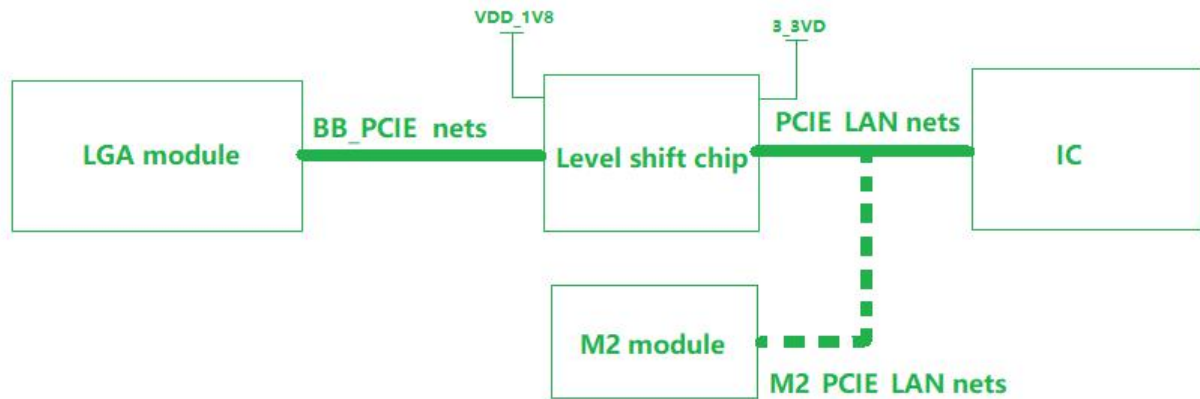 VDD_1V8
3_3VD
LGA module
BB_PCIE nets
Level shift chip
PCIE LAN nets
IC
M2 module
M2 PCIE LAN nets